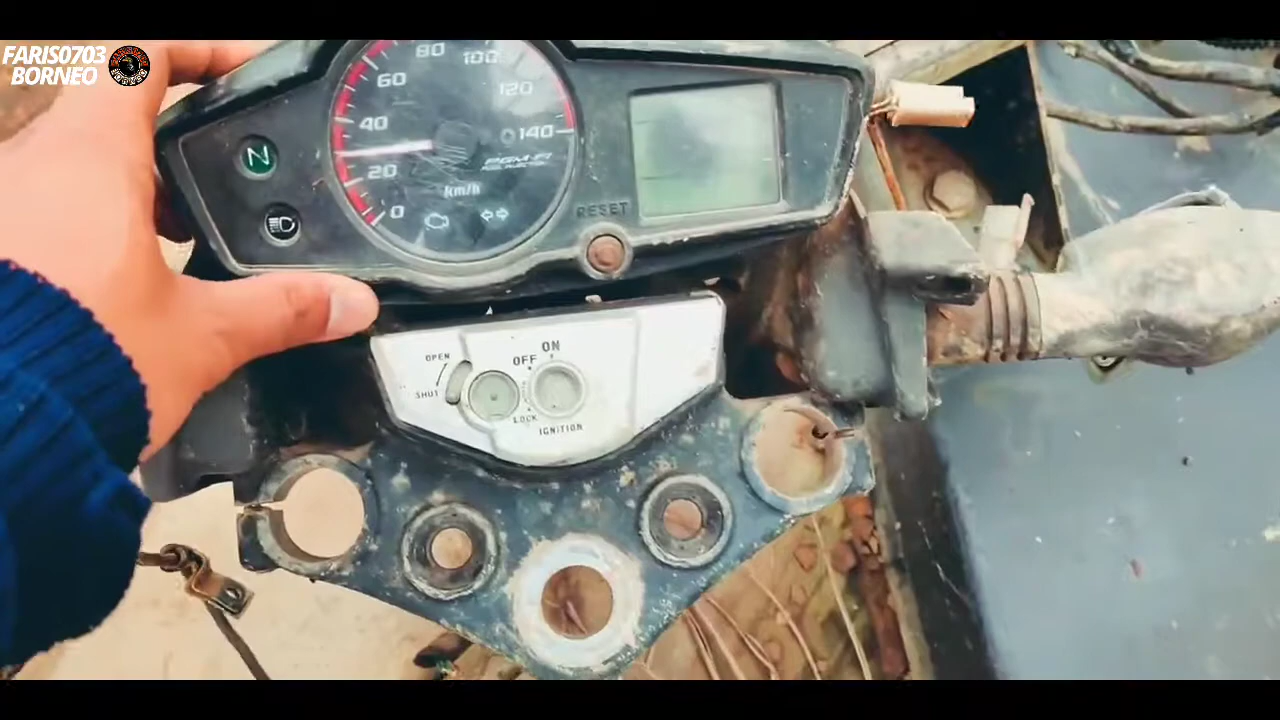 FARIS0703
BORNEO
80
100
60
120
40
140
PGM-FI
20
km/h
0
RESET
N
OPEN
SHUT
ON
OFF
LOCK
IGNITION